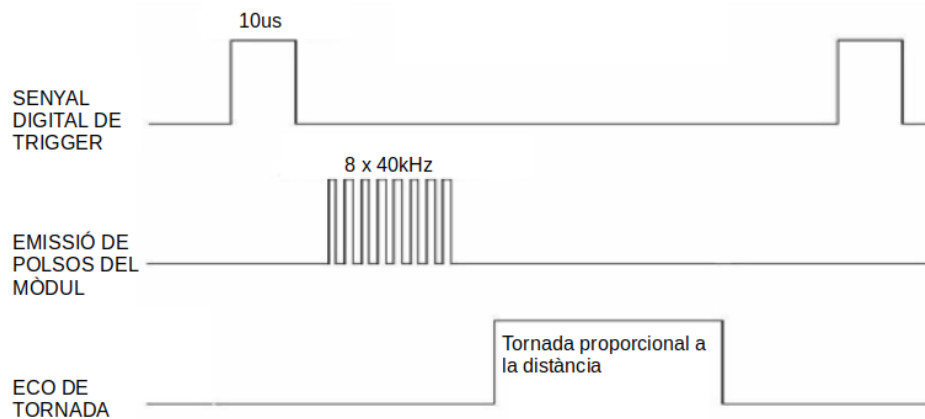 10us
SENYAL
DIGITAL DE
TRIGGER
8 x 40kHz
EMISSIÓ DE
POLSOS DEL
MÒDUL
Tornada proporcional a
la distància
ECO DE
TORNADA